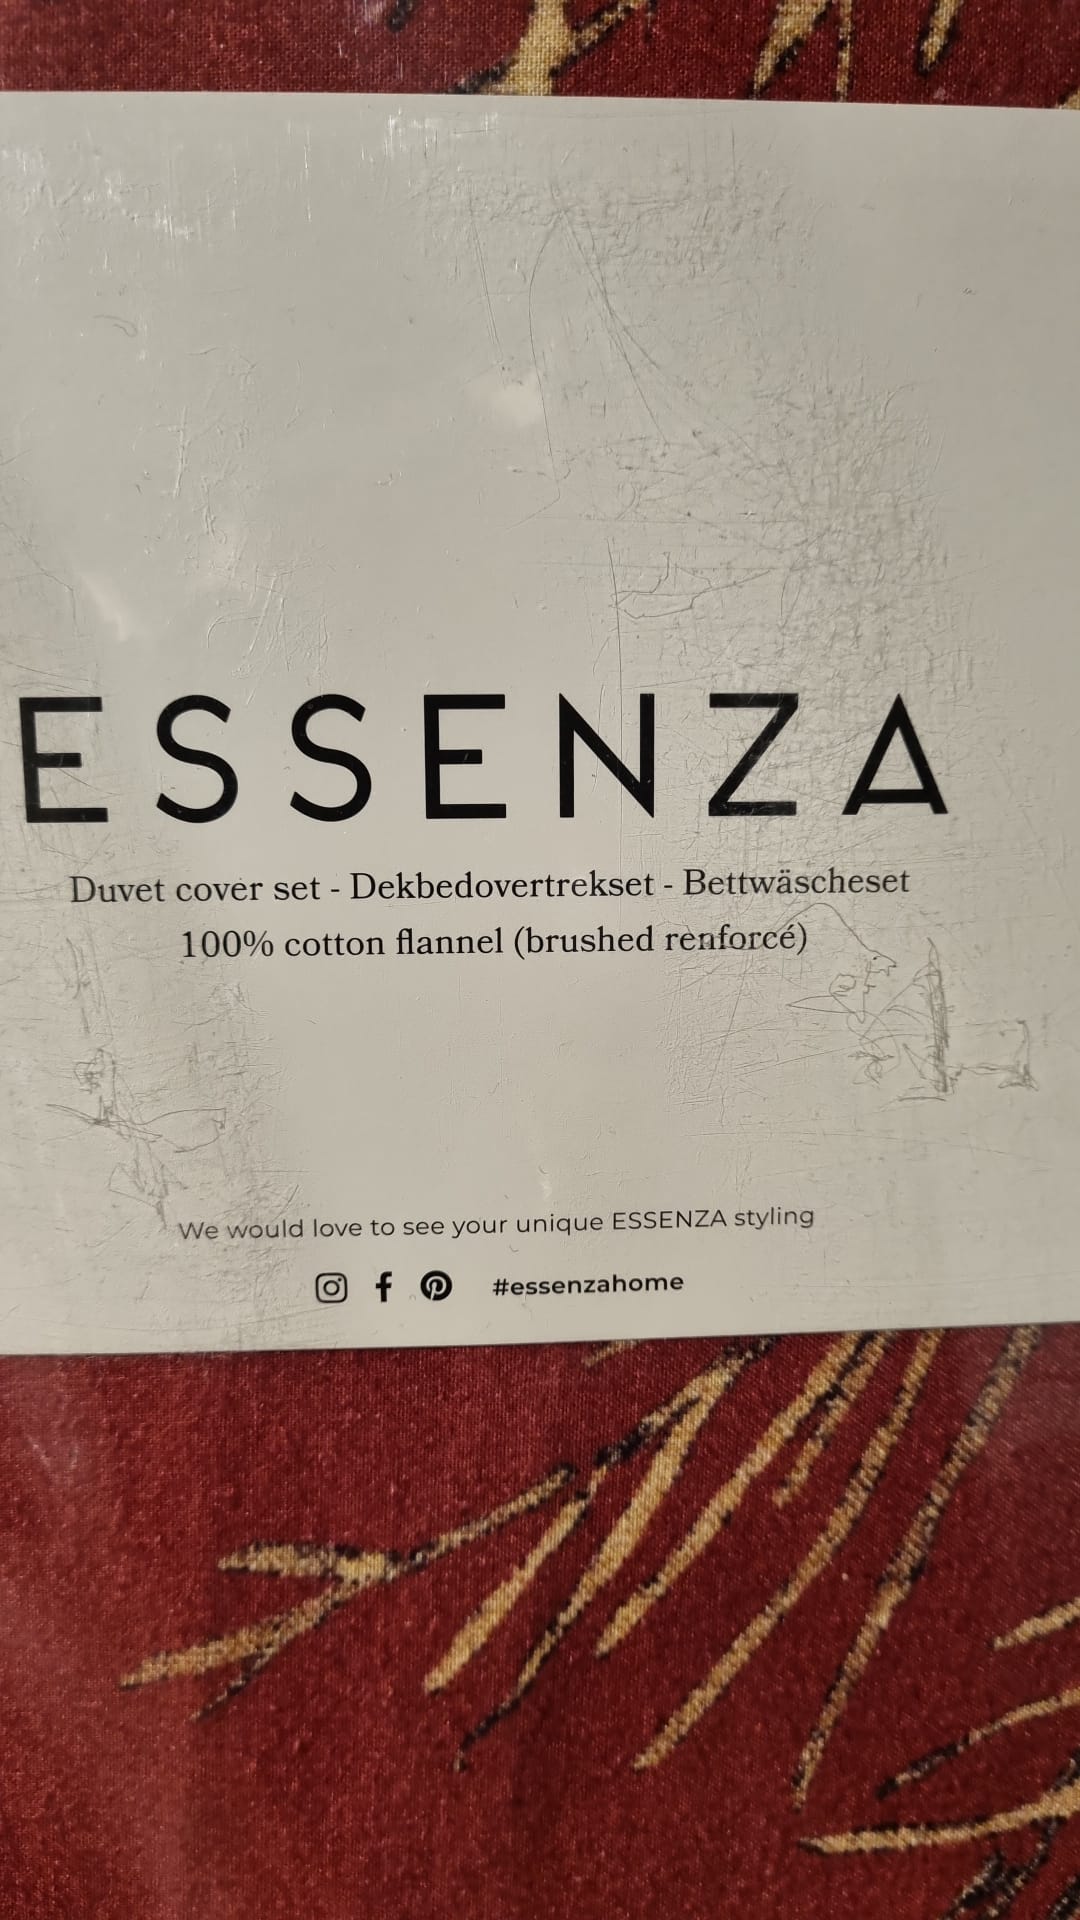 ESSENZA
Duvet cover set - Dekbedovertrekset - Bettwäscheset
100% cotton flannel (brushed renforcé)
We would love to see your unique ESSENZA styling
#essenzahome